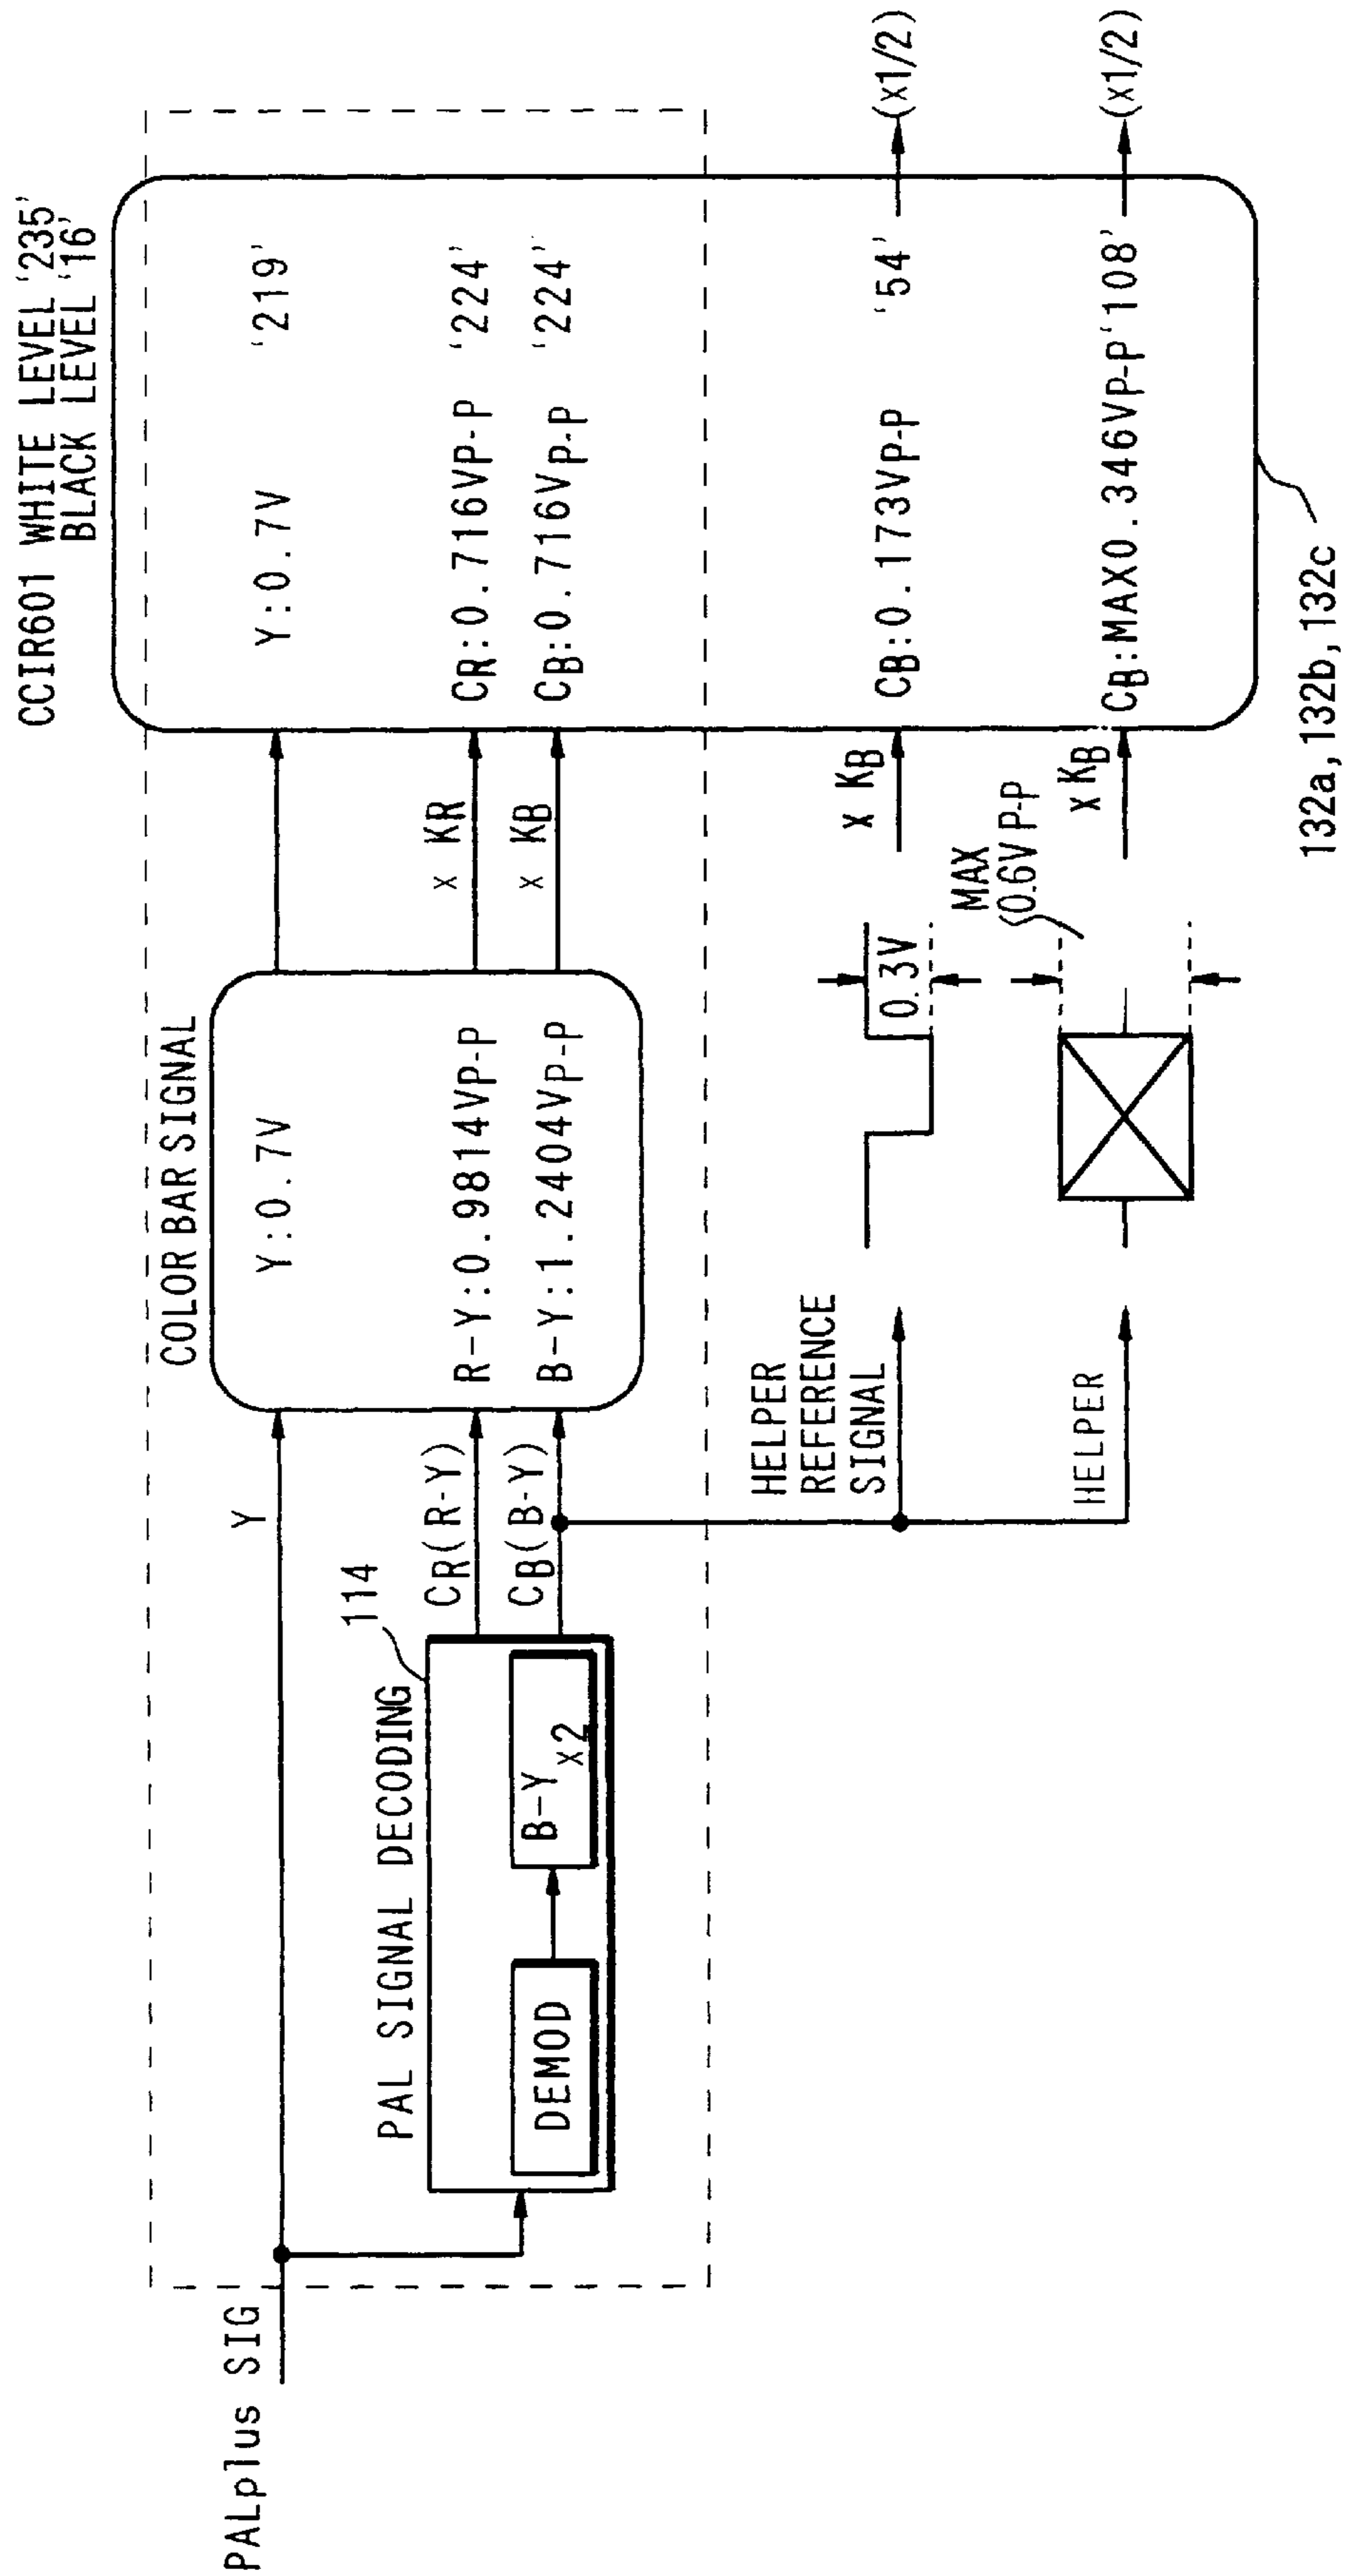 CCIR601 WHITE LEVEL '235'
BLACK LEVEL '16'
COLOR BAR SIGNAL
PALplus SIG
Y
Y:0.7V
Y:0.7V '219'
PAL SIGNAL DECODING
114
DEMOD
B-Y x2
CR(R-Y)
CB(B-Y)
R-Y:0.9814VP-P
B-Y:1.2404VP-P
x KR
x KB
CR:0.716VP-P '224'
CB:0.716VP-P '224'
HELPER
REFERENCE
SIGNAL
0.3V
x KB
CB:0.173VP-P '54'
(x1/2)
HELPER
MAX
0.6VP-P
x KB
CB:MAX0.346VP-P'108'
(x1/2)
132a, 132b, 132c